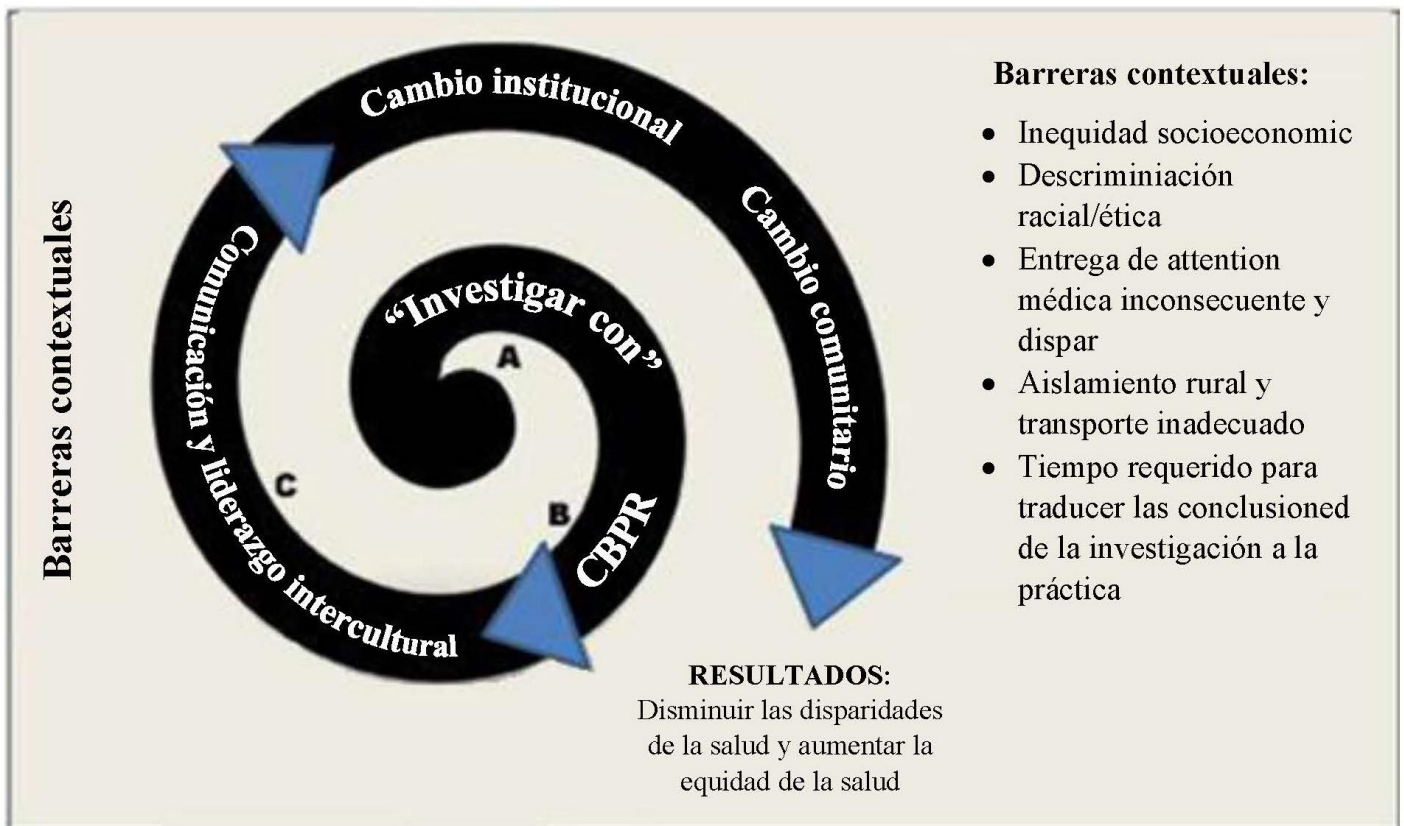 Barreras contextuales
Cambio institucional
Cambio comunitario
Comunicación y liderazgo intercultural
“Investigar con”
CBPR
A
B
C
RESULTADOS:
Disminuir las disparidades
de la salud y aumentar la
equidad de la salud
Barreras contextuales:
• Inequidad socioeconomic
• Descriminiación
racial/ética
• Entrega de attention
médica inconsecuente y
dispar
• Aislamiento rural y
transporte inadecuado
• Tiempo requerido para
traducer las conclusioned
de la investigación a la
práctica